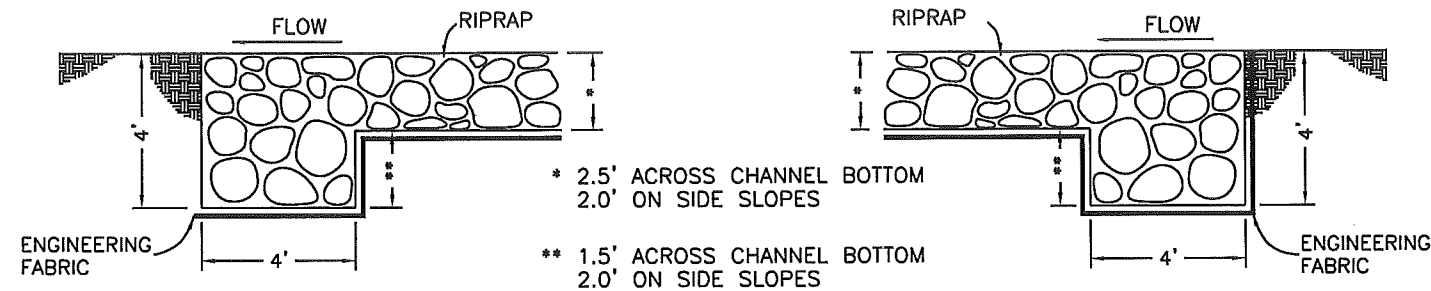 FLOW
RIPRAP
*
4'
**
4'
ENGINEERING
FABRIC
* 2.5' ACROSS CHANNEL BOTTOM
2.0' ON SIDE SLOPES
** 1.5' ACROSS CHANNEL BOTTOM
2.0' ON SIDE SLOPES
RIPRAP
FLOW
*
**
4'
4'
ENGINEERING
FABRIC